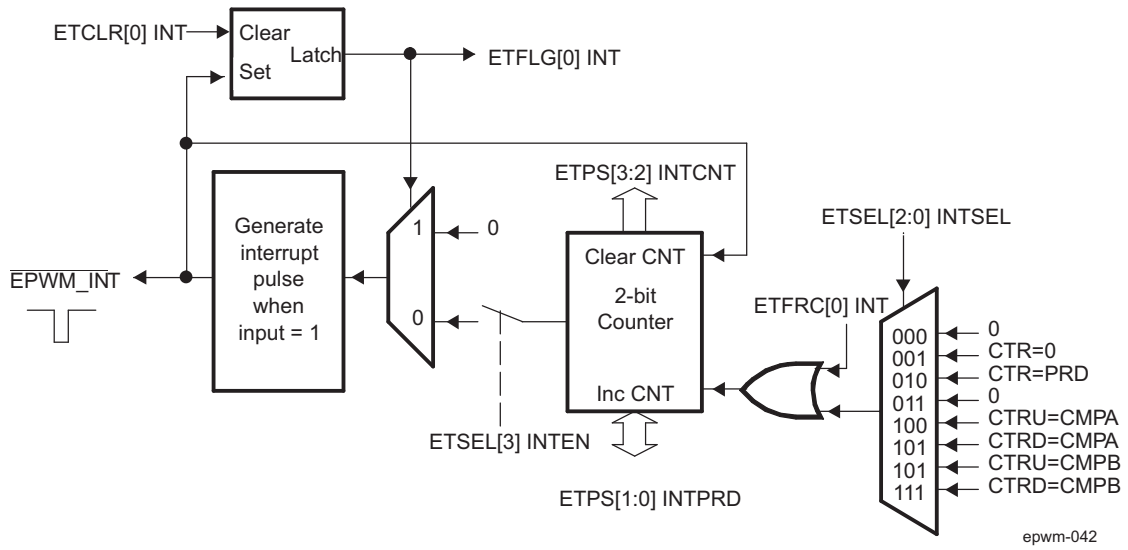 ETCLR[0] INT
Clear
Latch
Set
ETFLG[0] INT
ETPS[3:2] INTCNT
ETSEL[2:0] INTSEL
Generate
interrupt
pulse
when
input = 1
1
0
0
EPWM_INT
Clear CNT
2-bit
Counter
Inc CNT
ETFRC[0] INT
ETSEL[3] INTEN
ETPS[1:0] INTPRD
000 0
001 CTR=0
010 CTR=PRD
011 0
100 CTRU=CMPA
101 CTRD=CMPA
101 CTRU=CMPB
111 CTRD=CMPB
epwm-042